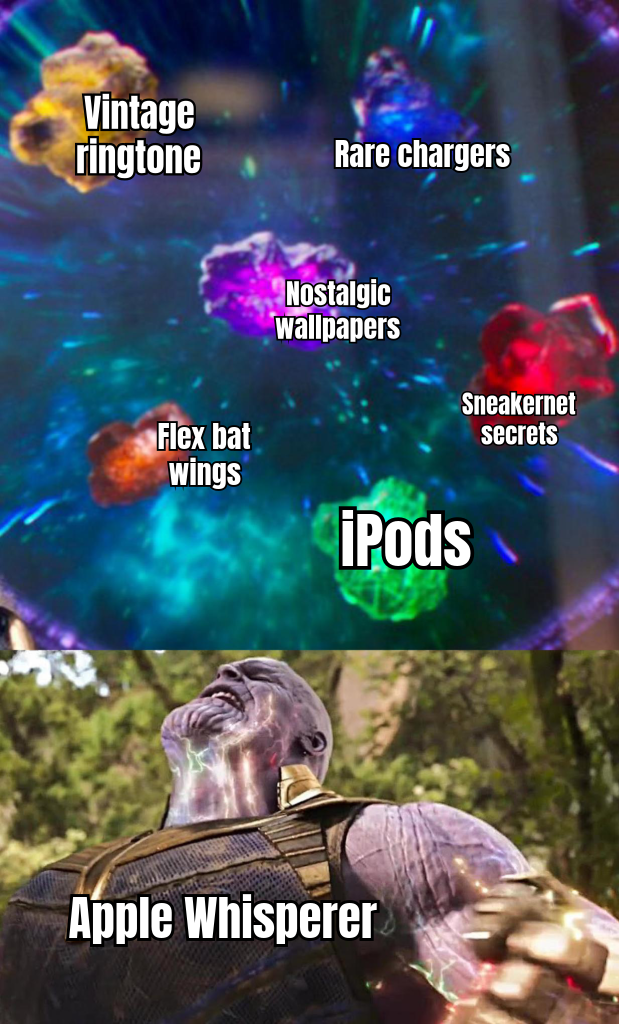 Vintage
ringtone
Rare chargers
Nostalgic
wallpapers
Sneakernet
secrets
Flex bat
wings
iPods
Apple Whisperer